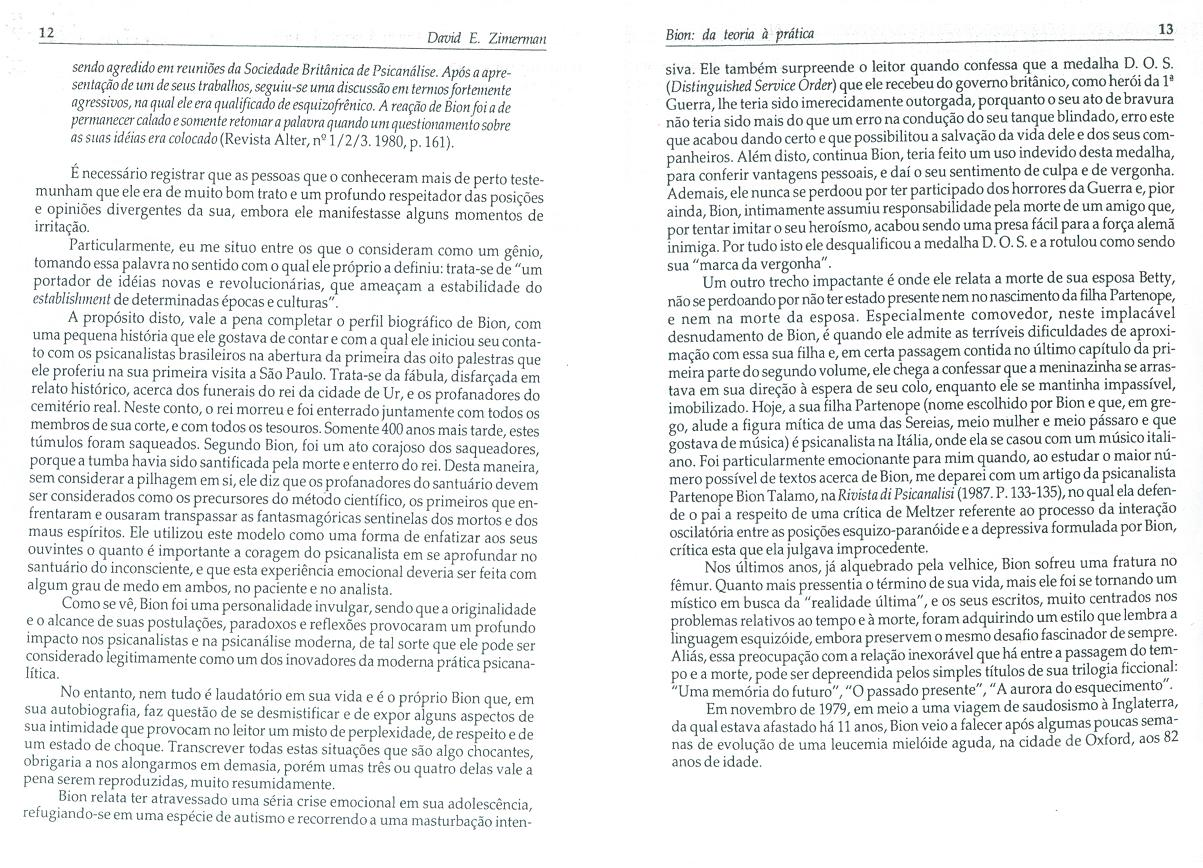 12
David E. Zimerman
sendo agredido em reuniões da Sociedade Britânica de Psicanálise. Após a apre-
sentação de um de seus trabalhos, seguiu-se uma discussão em termos fortemente
agressivos, na qual ele era qualificado de esquizofrênico. A reação de Bion foi a de
permanecer calado e somente retomar a palavra quando um questionamento sobre
as suas idéias era colocado (Revista Alter, nº 1/2/3. 1980, p. 161).
É necessário registrar que as pessoas que o conheceram mais de perto teste-
munham que ele era de muito bom trato e um profundo respeitador das posições
e opiniões divergentes da sua, embora ele manifestasse alguns momentos de
irritação.
Particularmente, eu me situo entre os que o consideram como um gênio,
tomando essa palavra no sentido com o qual ele próprio a definiu: trata-se de "um
portador de idéias novas e revolucionárias, que ameaçam a estabilidade do
establishment de determinadas épocas e culturas".
A propósito disto, vale a pena completar o perfil biográfico de Bion, com
uma pequena história que ele gostava de contar e com a qual ele iniciou seu conta-
to com os psicanalistas brasileiros na abertura da primeira das oito palestras que
ele proferiu na sua primeira visita a São Paulo. Trata-se da fábula, disfarçada em
relato histórico, acerca dos funerais do rei da cidade de Ur, e os profanadores do
cemitério real. Neste conto, o rei morreu e foi enterrado juntamente com todos os
membros de sua corte, e com todos os tesouros. Somente 400 anos mais tarde, estes
túmulos foram saqueados. Segundo Bion, foi um ato corajoso dos saqueadores,
porque a tumba havia sido santificada pela morte e enterro do rei. Desta maneira,
sem considerar a pilhagem em si, ele diz que os profanadores do santuário devem
ser considerados como os precursores do método científico, os primeiros que en-
frentaram e ousaram transpassar as fantasmagóricas sentinelas dos mortos e dos
maus espíritos. Ele utilizou este modelo como uma forma de enfatizar aos seus
ouvintes o quanto é importante a coragem do psicanalista em se aprofundar no
santuário do inconsciente, e que esta experiência emocional deveria ser feita com
algum grau de medo em ambos, no paciente e no analista.
Como se vê, Bion foi uma personalidade invulgar, sendo que a originalidade
e o alcance de suas postulações, paradoxos e reflexões provocaram um profundo
impacto nos psicanalistas e na psicanálise moderna, de tal sorte que ele pode ser
considerado legitimamente como um dos inovadores da moderna prática psicana-
lítica.
No entanto, nem tudo é laudatório em sua vida e é o próprio Bion que, em
sua autobiografia, faz questão de se desmistificar e de expor alguns aspectos de
sua intimidade que provocam no leitor um misto de perplexidade, de respeito e de
um estado de choque. Transcrever todas estas situações que são algo chocantes,
obrigaria a nos alongarmos em demasia, porém umas três ou quatro delas vale a
pena serem reproduzidas, muito resumidamente.
Bion relata ter atravessado uma séria crise emocional em sua adolescência,
refugiando-se em uma espécie de autismo e recorrendo a uma masturbação inten-
Bion: da teoria à prática
13
siva. Ele também surpreende o leitor quando confessa que a medalha D. O. S.
(Distinguished Service Order) que ele recebeu do governo britânico, como herói da 1ª
Guerra, lhe teria sido imerecidamente outorgada, porquanto o seu ato de bravura
não teria sido mais do que um erro na condução do seu tanque blindado, erro este
que acabou dando certo e que possibilitou a salvação da vida dele e dos seus com-
panheiros. Além disto, continua Bion, teria feito um uso indevido desta medalha,
para conferir vantagens pessoais, e daí o seu sentimento de culpa e de vergonha.
Ademais, ele nunca se perdoou por ter participado dos horrores da Guerra e, pior
ainda, Bion, intimamente assumiu responsabilidade pela morte de um amigo que,
por tentar imitar o seu heroísmo, acabou sendo uma presa fácil para a força alemã
inimiga. Por tudo isto ele desqualificou a medalha D. O. S. e a rotulou como sendo
sua "marca da vergonha".
Um outro trecho impactante é onde ele relata a morte de sua esposa Betty,
não se perdoando por não ter estado presente nem no nascimento da filha Partenope,
e nem na morte da esposa. Especialmente comovedor, neste implacável
desnudamento de Bion, é quando ele admite as terríveis dificuldades de aproxi-
mação com essa sua filha e, em certa passagem contida no último capítulo da pri-
meira parte do segundo volume, ele chega a confessar que a meninazinha se arras-
tava em sua direção à espera de seu colo, enquanto ele se mantinha impassível,
imobilizado. Hoje, a sua filha Partenope (nome escolhido por Bion e que, em gre-
go, alude a figura mítica de uma das Sereias, meio mulher e meio pássaro e que
gostava de música) é psicanalista na Itália, onde ela se casou com um músico itali-
ano. Foi particularmente emocionante para mim quando, ao estudar o maior nú-
mero possível de textos acerca de Bion, me deparei com um artigo da psicanalista
Partenope Bion Talamo, na Rivista di Psicanalisi (1987. P. 133-135), no qual ela defen-
de o pai a respeito de uma crítica de Meltzer referente ao processo da interação
oscilatória entre as posições esquizo-paranóide e a depressiva formulada por Bion,
crítica esta que ela julgava improcedente.
Nos últimos anos, já alquebrado pela velhice, Bion sofreu uma fratura no
fêmur. Quanto mais pressentia o término de sua vida, mais ele foi se tornando um
místico em busca da "realidade última", e os seus escritos, muito centrados nos
problemas relativos ao tempo e à morte, foram adquirindo um estilo que lembra a
linguagem esquizóide, embora preservem o mesmo desafio fascinador de sempre.
Aliás, essa preocupação com a relação inexorável que há entre a passagem do tem-
po e a morte, pode ser depreendida pelos simples títulos de sua trilogia ficcional:
"Uma memória do futuro", "O passado presente", "A aurora do esquecimento".
Em novembro de 1979, em meio a uma viagem de saudosismo à Inglaterra,
da qual estava afastado há 11 anos, Bion veio a falecer após algumas poucas sema-
nas de evolução de uma leucemia mielóide aguda, na cidade de Oxford, aos 82
anos de idade.